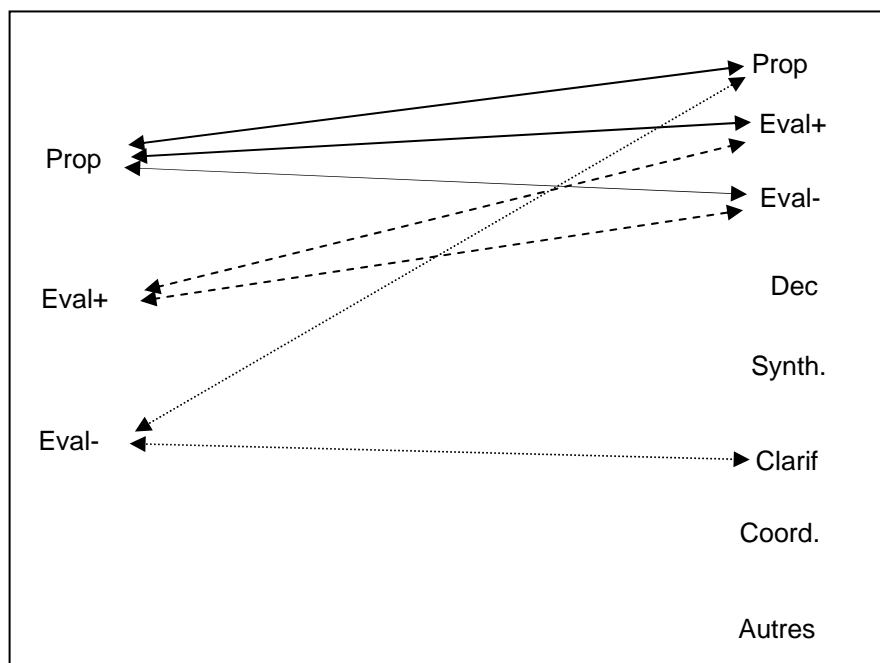 Prop
Eval+
Prop
Eval-
Dec
Eval+
Synth.
Eval-
Clarif
Coord.
Autres